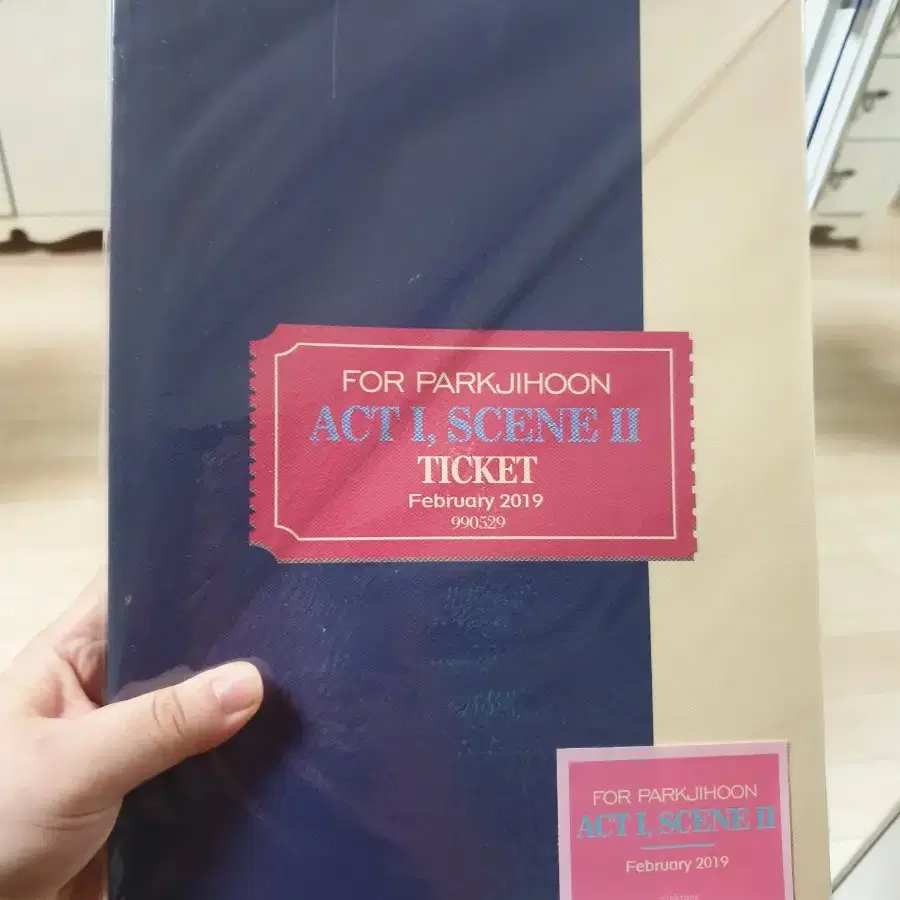 FOR PARKJIHOON
ACT I, SCENE II
TICKET
February 2019
990529
FOR PARKJIHOON
ACT I, SCENE II
February 2019